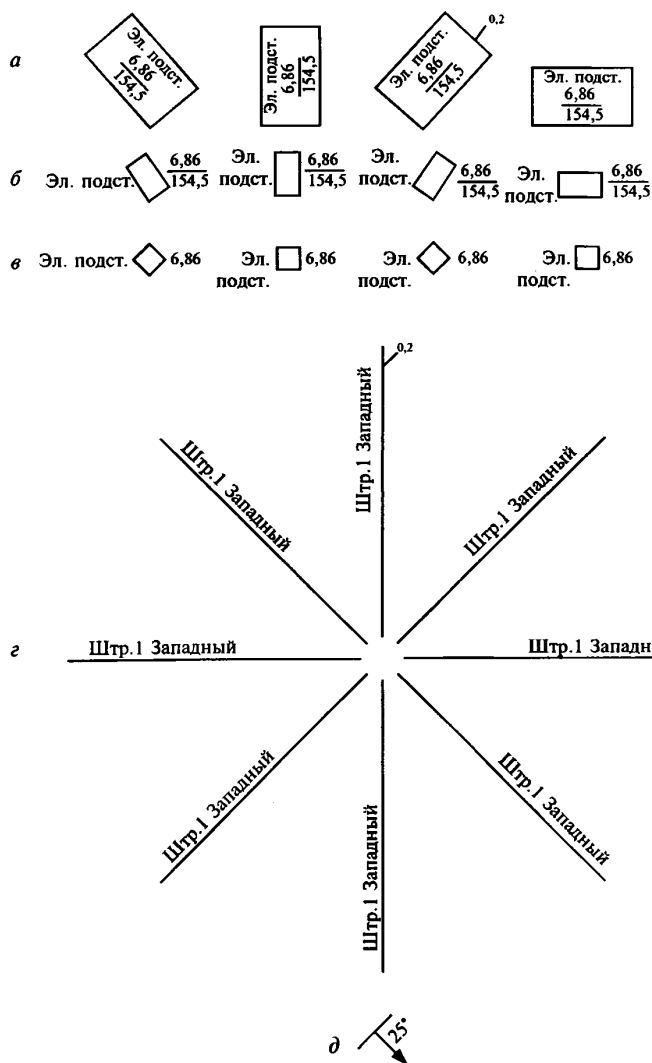 а
Эл. подст.
6,86
154,5
Эл. подст.
6,86
154,5
0,2
Эл. подст.
6,86
154,5
Эл. подст.
6,86
154,5
б
Эл. подст.
6,86
154,5
Эл.
подст.
6,86
154,5
Эл.
подст.
6,86
154,5
Эл.
подст.
6,86
154,5
в
Эл. подст.
6,86
Эл.
подст.
6,86
Эл.
подст.
6,86
Эл.
подст.
6,86
г
0,2
Штр.1 Западный
Штр.1 Западный
Штр.1 Западный
Штр.1 Западный
Штр.1 Западн
Штр.1 Западный
Штр.1 Западный
Штр.1 Западный
д
25°